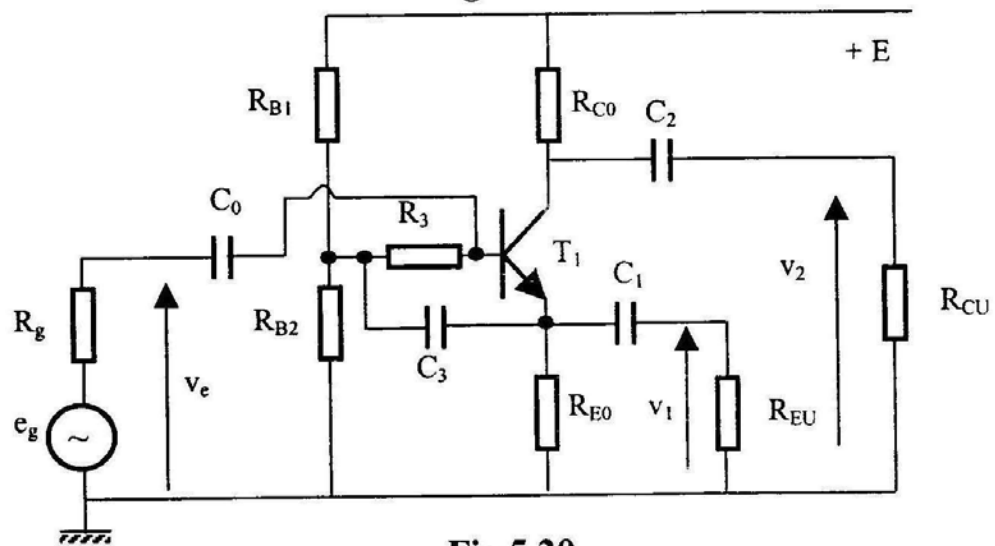 + E
R_B1
R_C0
C_2
C_0
R_3
T_1
C_1
v_2
R_CU
R_g
v_e
R_B2
C_3
R_E0
v_1
R_EU
e_g
~